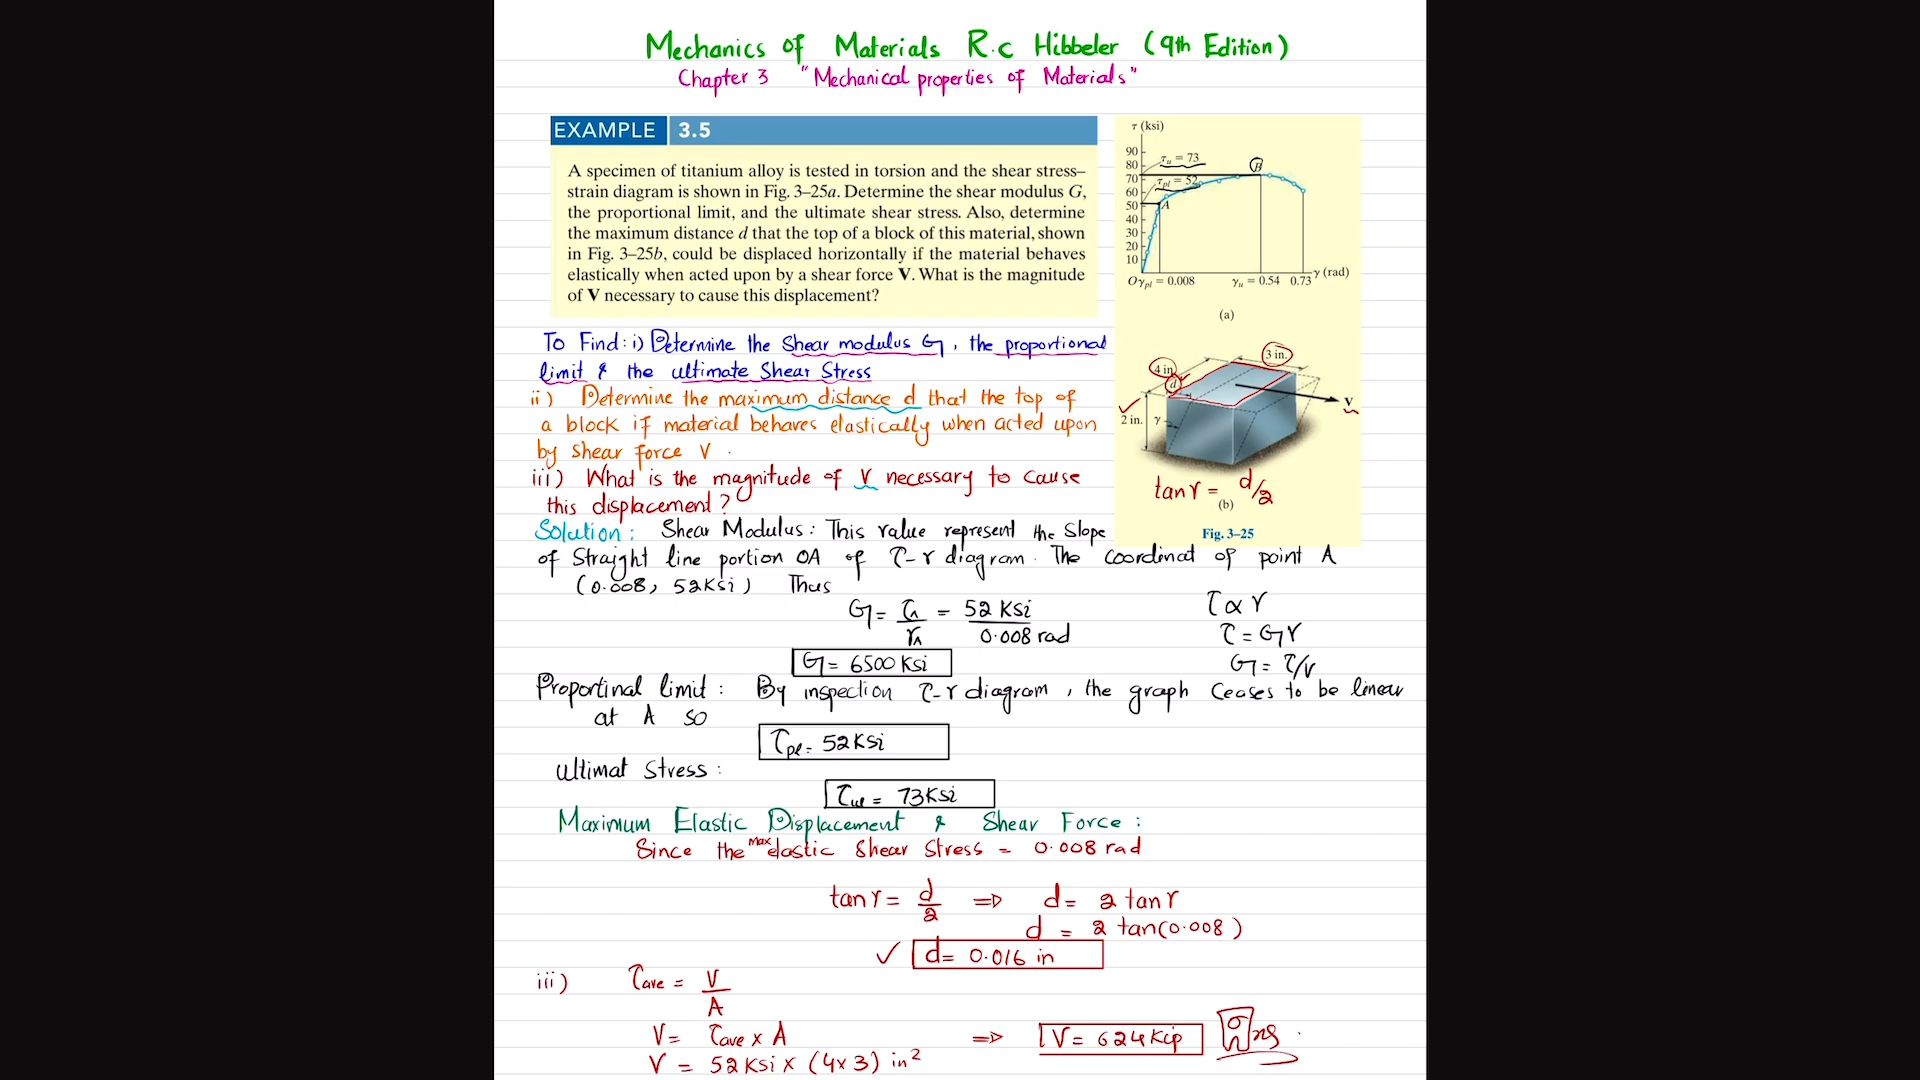 Mechanics of Materials R.C Hibbeler (9th Edition)
Chapter 3 "Mechanical properties of Materials"
EXAMPLE 3.5
A specimen of titanium alloy is tested in torsion and the shear stress–
strain diagram is shown in Fig. 3–25a. Determine the shear modulus G,
the proportional limit, and the ultimate shear stress. Also, determine
the maximum distance d that the top of a block of this material, shown
in Fig. 3–25b, could be displaced horizontally if the material behaves
elastically when acted upon by a shear force V. What is the magnitude
of V necessary to cause this displacement?
τ (ksi)
90
80
70
60
50
40
30
20
10
τu = 73
τpl = 52
B
A
O
γpl = 0.008
γu = 0.54
0.73
γ (rad)
(a)
3 in.
4 in.
d
V
2 in.
γ
tan γ = d/2
(b)
Fig. 3–25
To Find: i) Determine the Shear modulus G, the proportional
limit & the ultimate Shear Stress
ii) Determine the maximum distance d that the top of
a block if material behaves elastically when acted upon
by shear force V.
iii) What is the magnitude of V necessary to cause
this displacement?
Solution: Shear Modulus: This value represent the Slope
of Straight line portion OA of τ-γ diagram. The coordinat of point A
(0.008, 52Ksi) Thus
G = τA/γA = 52 Ksi/0.008 rad
G = 6500 Ksi
τ ∝ γ
τ = Gγ
G = τ/γ
Proportinal limit: By inspection τ-γ diagram, the graph ceases to be linear
at A so
τpl = 52Ksi
Ultimat Stress:
τul = 73Ksi
Maximum Elastic Displacement & Shear Force:
Since the max elastic Shear Stress = 0.008 rad
tan γ = d/2 ⇒ d = 2 tan γ
d = 2 tan(0.008)
✓ d = 0.016 in
iii) τave = V/A
V = τave x A ⇒ V = 624 Kip
V = 52 Ksi x (4x3) in²